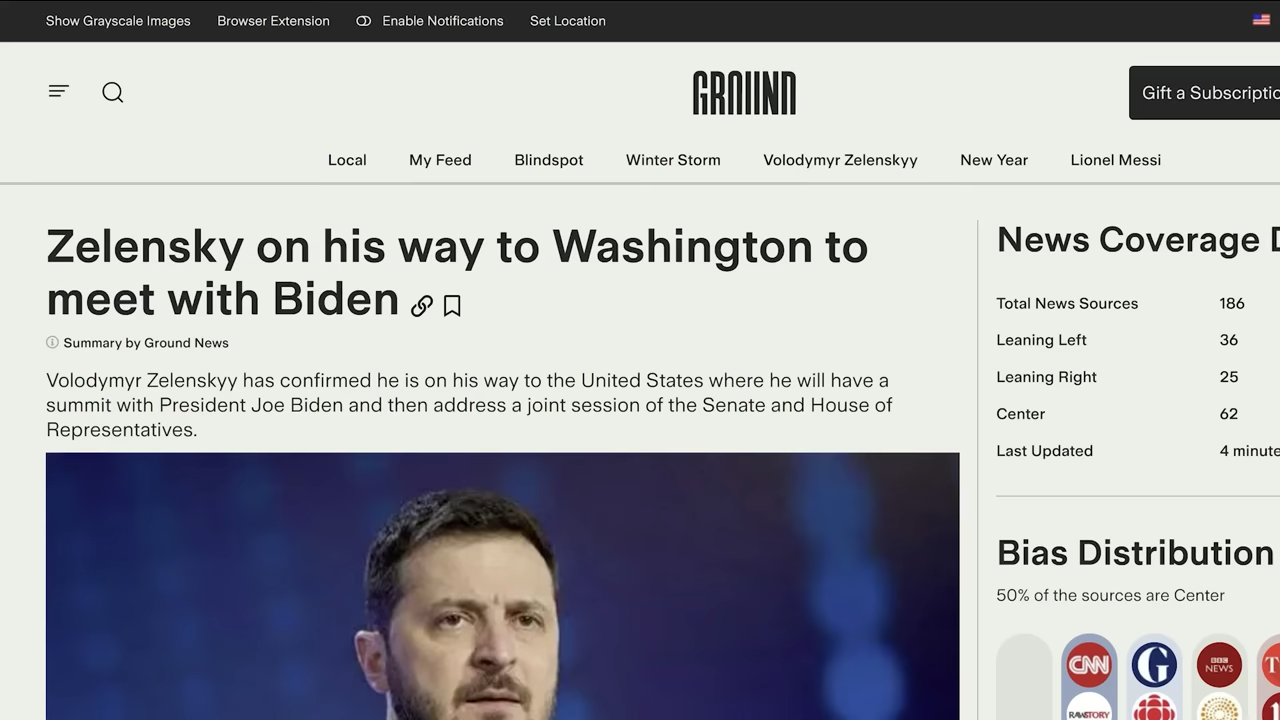 Show Grayscale Images Browser Extension Enable Notifications Set Location
GROUND
Gift a Subscriptio
Local My Feed Blindspot Winter Storm Volodymyr Zelenskyy New Year Lionel Messi
Zelensky on his way to Washington to
meet with Biden
Summary by Ground News
Volodymyr Zelenskyy has confirmed he is on his way to the United States where he will have a
summit with President Joe Biden and then address a joint session of the Senate and House of
Representatives.
News Coverage D
Total News Sources 186
Leaning Left 36
Leaning Right 25
Center 62
Last Updated 4 minute
Bias Distribution
50% of the sources are Center
CNN G BBC NEWS T
RAWSTORY 1